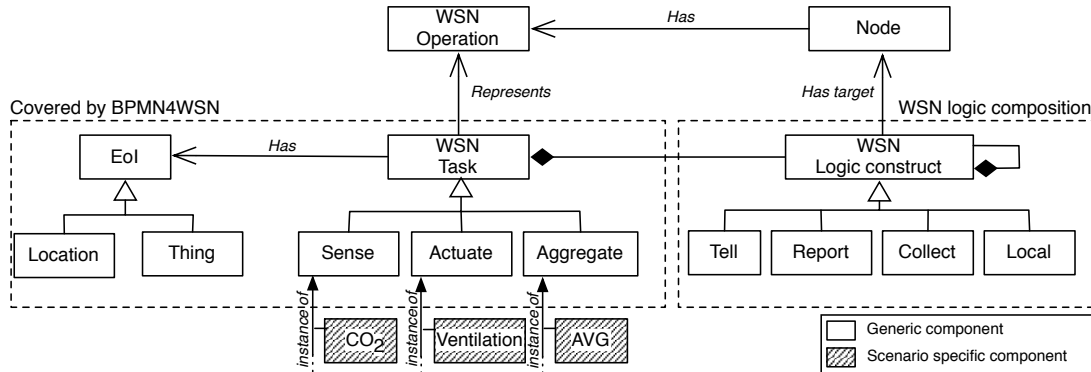 WSN
Operation
Has
Node
Represents
Has target
Covered by BPMN4WSN
WSN logic composition
EoI
Has
WSN
Task
WSN
Logic construct
Location
Thing
Sense
Actuate
Aggregate
Tell
Report
Collect
Local
instance of
CO2
instance of
Ventilation
instance of
AVG
Generic component
Scenario specific component